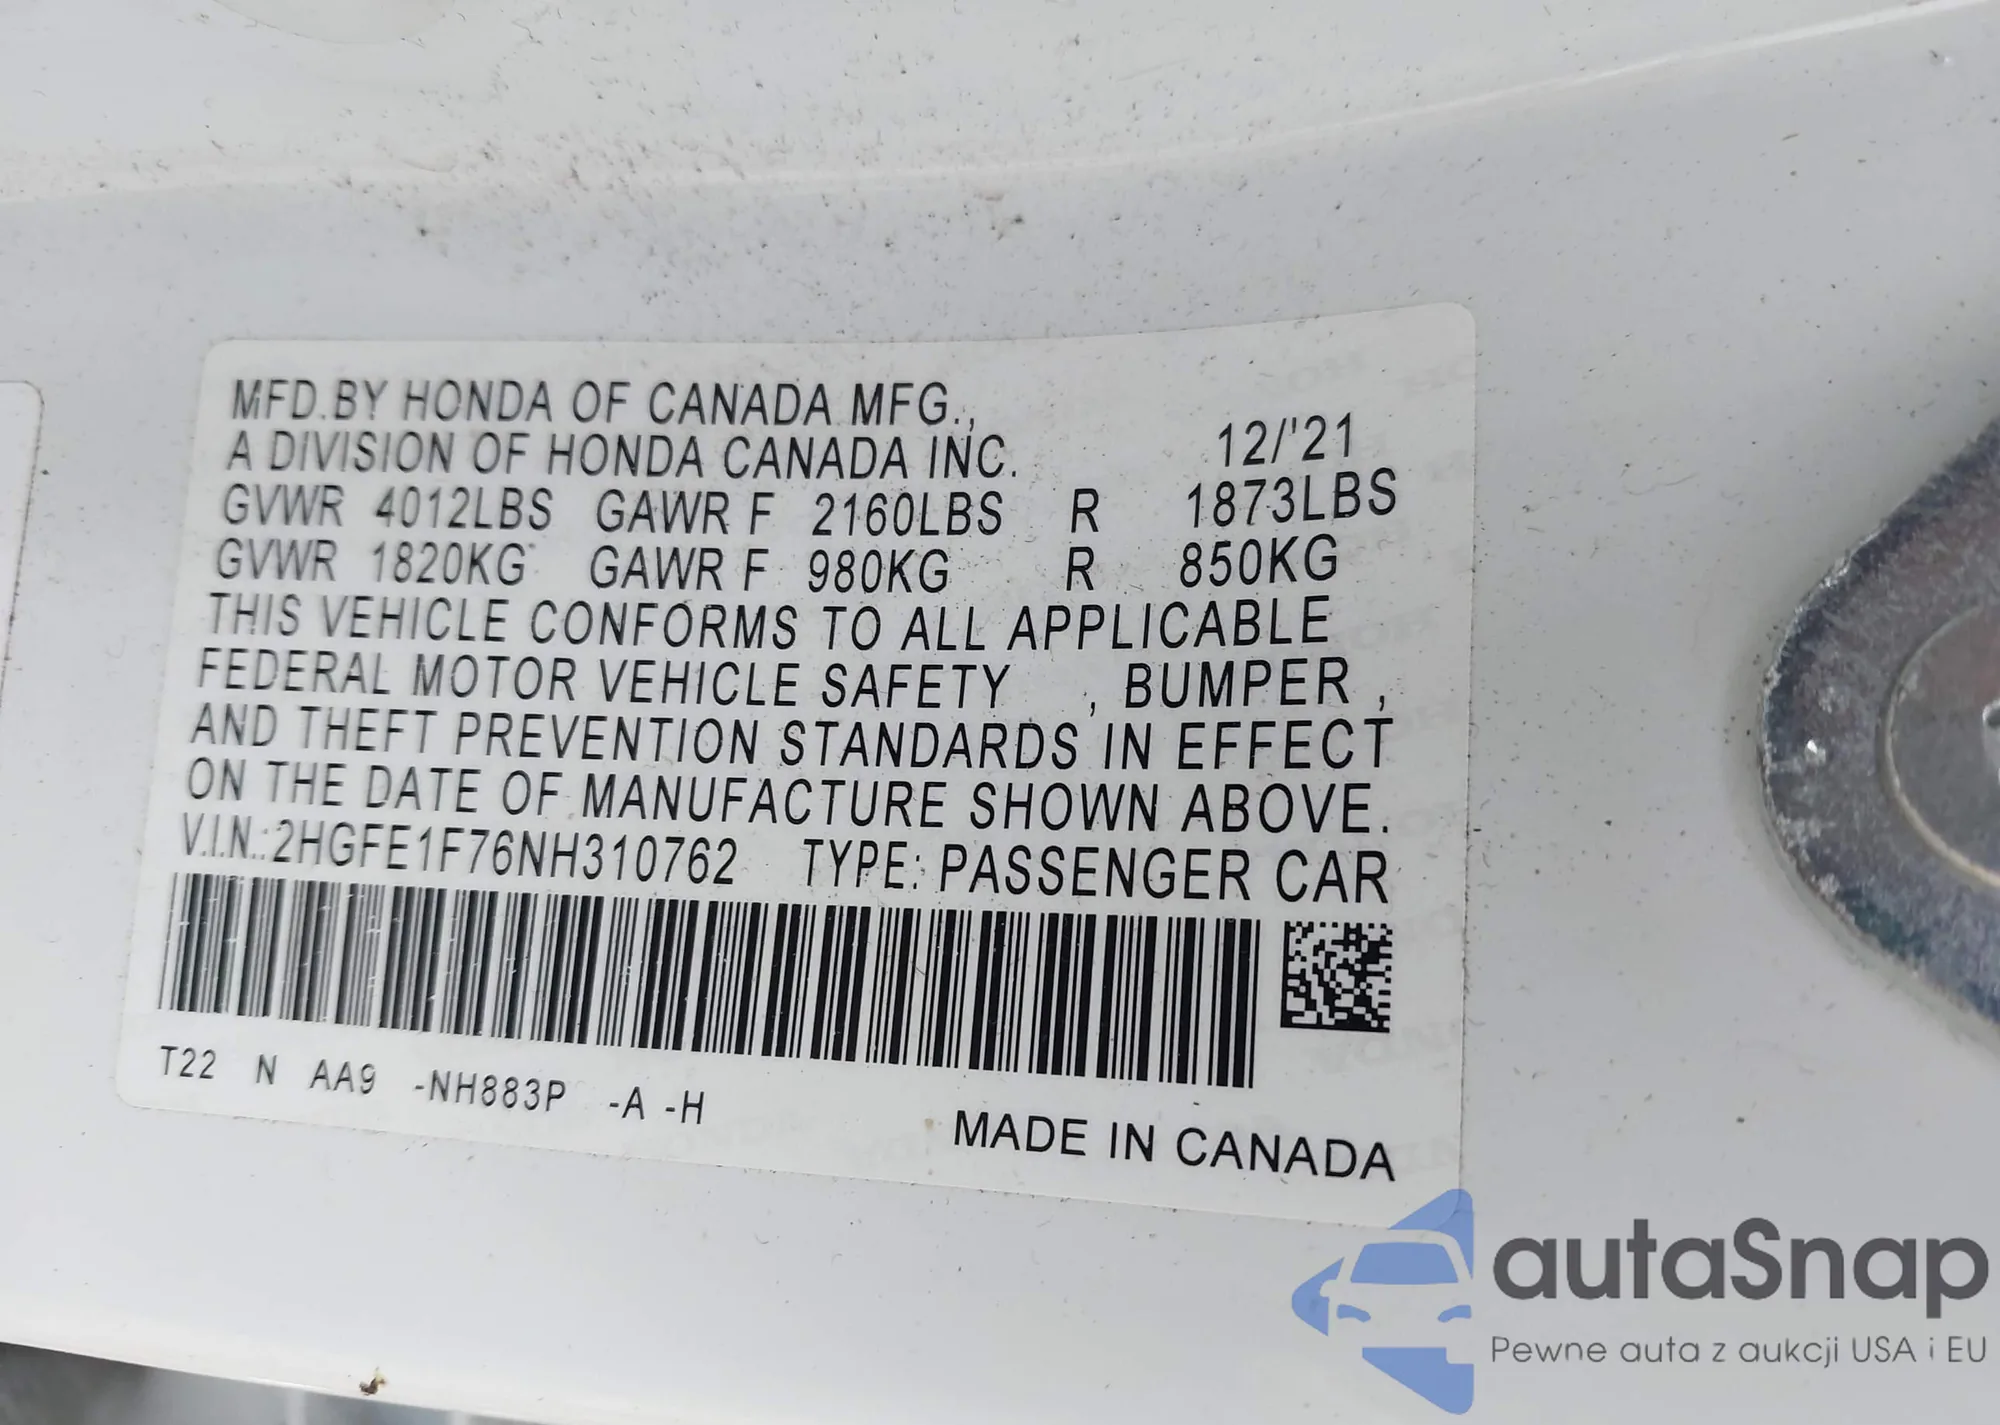 MFD.BY HONDA OF CANADA MFG.,
A DIVISION OF HONDA CANADA INC. 12/'21
GVWR 4012LBS GAWR F 2160LBS R 1873LBS
GVWR 1820KG GAWR F 980KG R 850KG
THIS VEHICLE CONFORMS TO ALL APPLICABLE
FEDERAL MOTOR VEHICLE SAFETY , BUMPER ,
AND THEFT PREVENTION STANDARDS IN EFFECT
ON THE DATE OF MANUFACTURE SHOWN ABOVE.
V.I.N.:2HGFE1F76NH310762 TYPE: PASSENGER CAR
T22 N AA9 -NH883P -A -H
MADE IN CANADA
autaSnap
Pewne auta z aukcji USA i EU